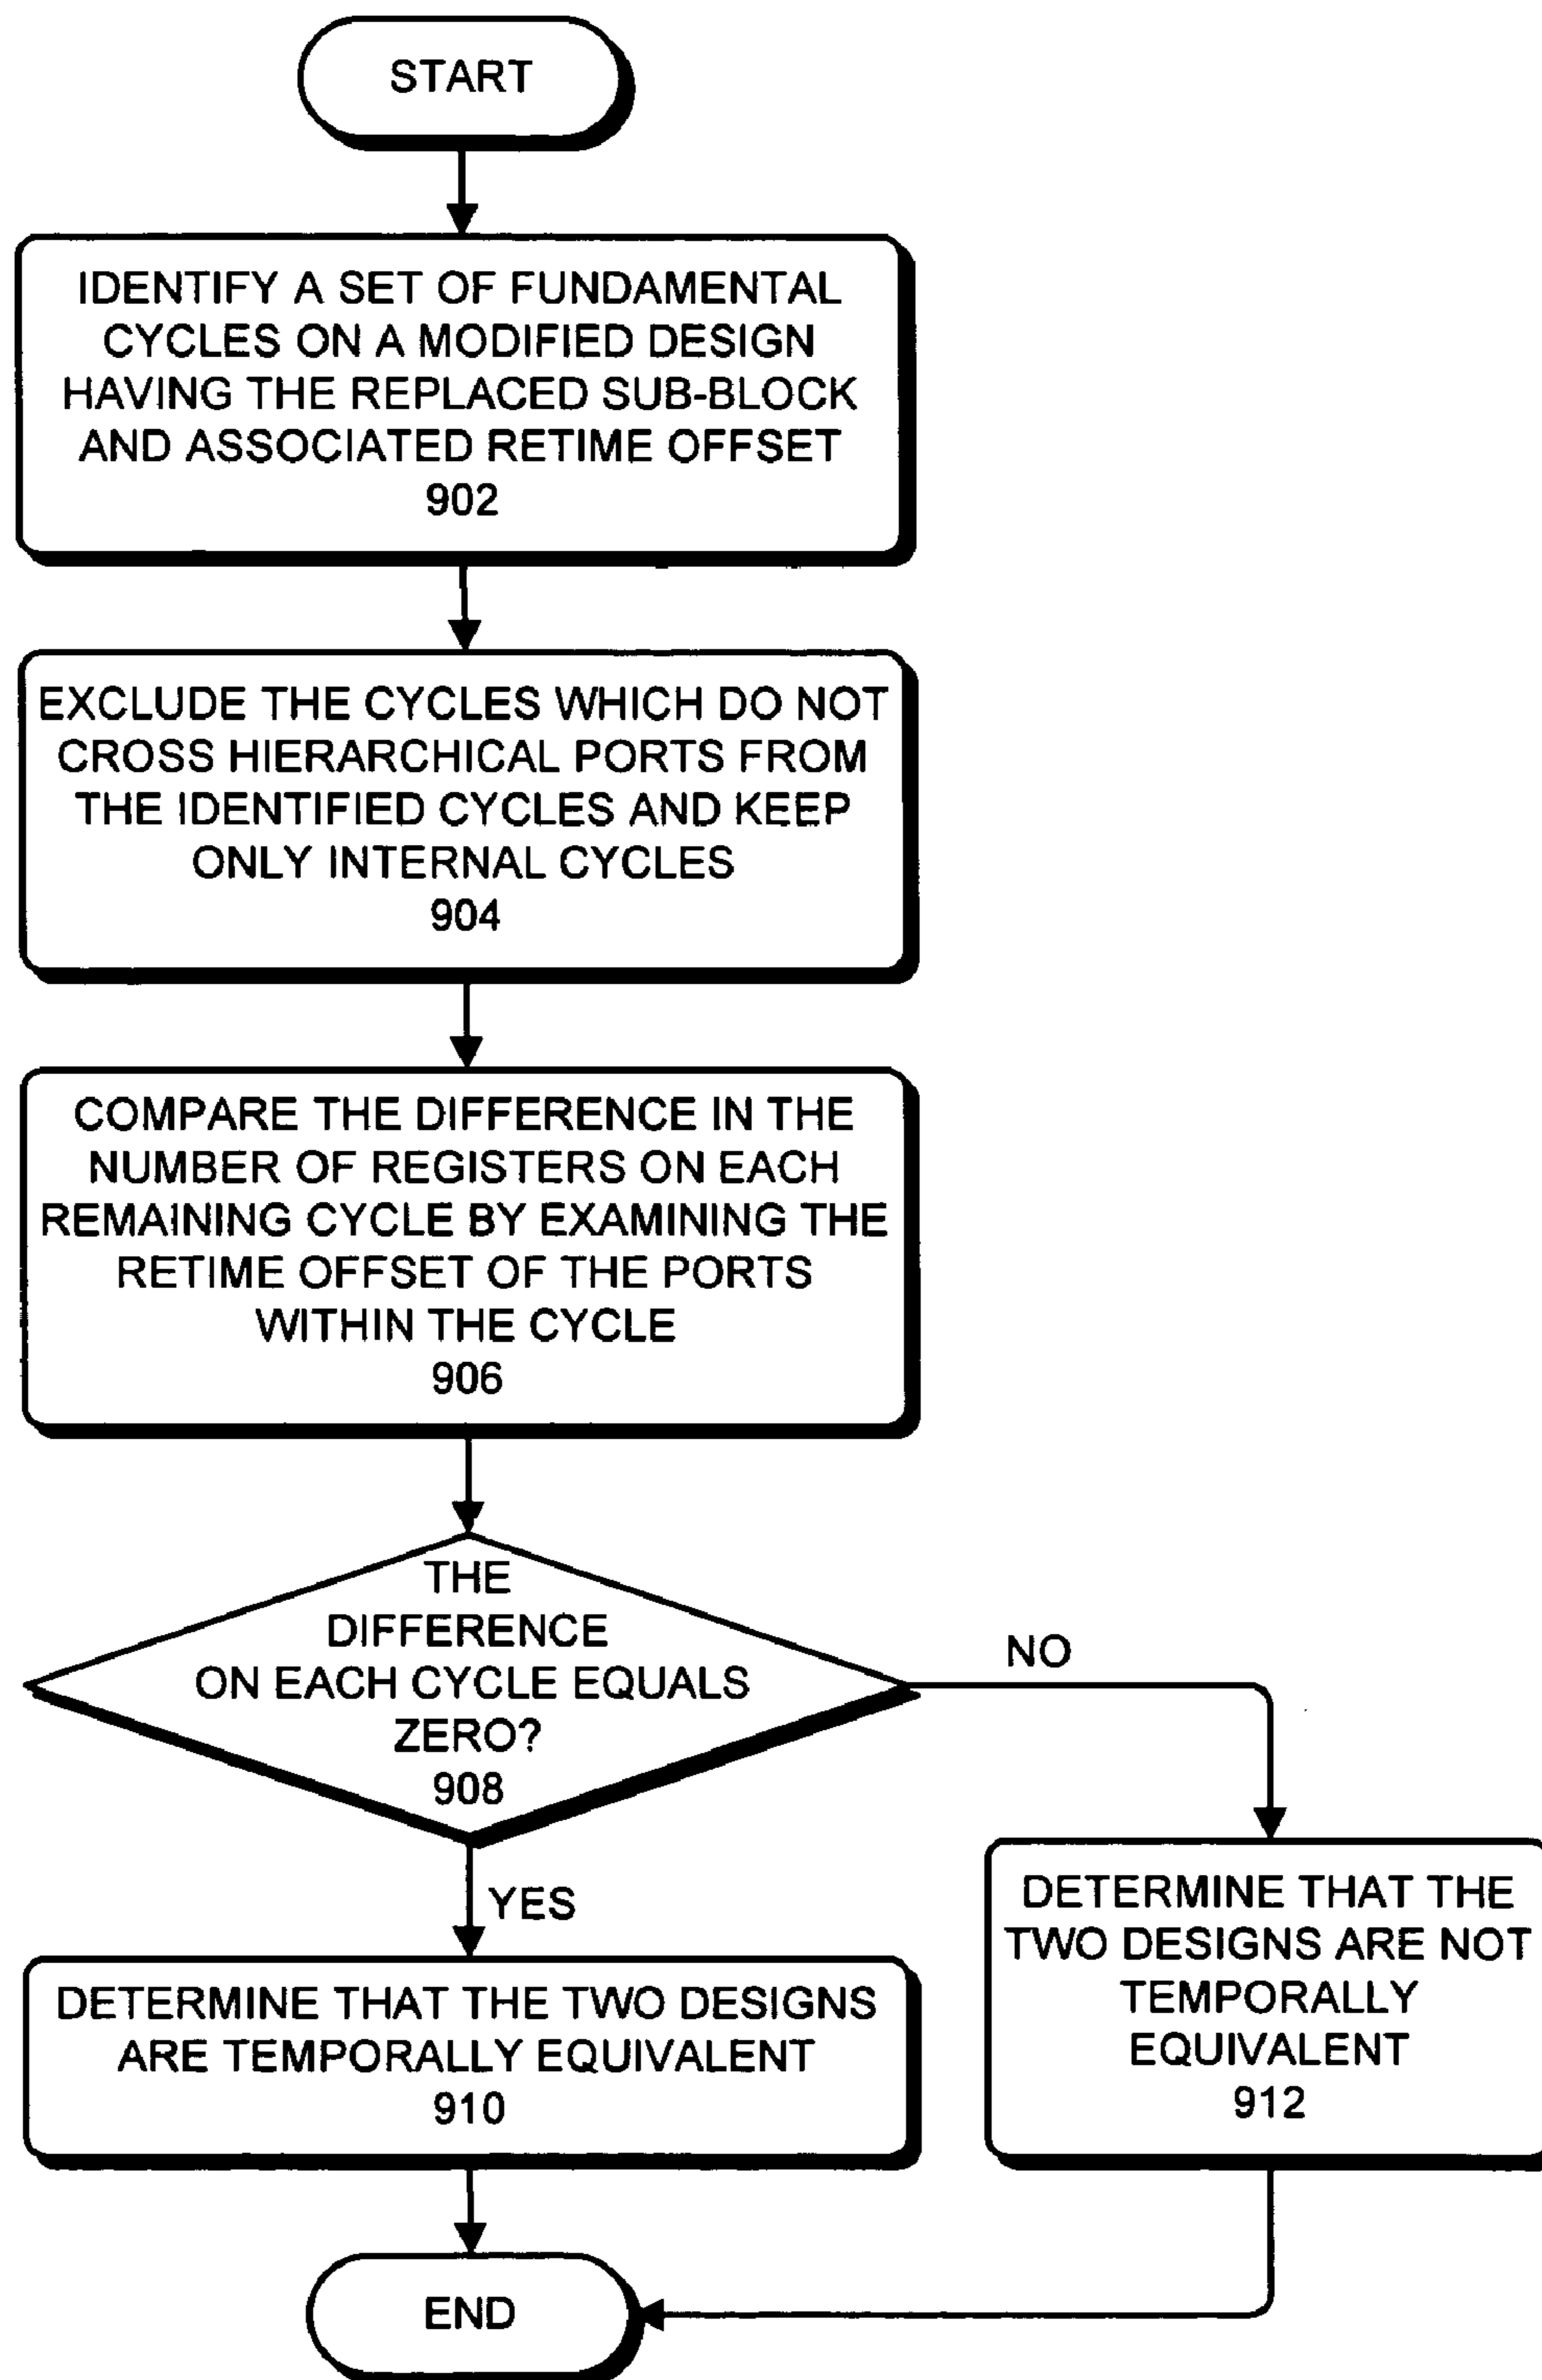 START
IDENTIFY A SET OF FUNDAMENTAL
CYCLES ON A MODIFIED DESIGN
HAVING THE REPLACED SUB-BLOCK
AND ASSOCIATED RETIME OFFSET
902
EXCLUDE THE CYCLES WHICH DO NOT
CROSS HIERARCHICAL PORTS FROM
THE IDENTIFIED CYCLES AND KEEP
ONLY INTERNAL CYCLES
904
COMPARE THE DIFFERENCE IN THE
NUMBER OF REGISTERS ON EACH
REMAINING CYCLE BY EXAMINING THE
RETIME OFFSET OF THE PORTS
WITHIN THE CYCLE
906
THE
DIFFERENCE
ON EACH CYCLE EQUALS
ZERO?
908
NO
YES
DETERMINE THAT THE TWO DESIGNS
ARE TEMPORALLY EQUIVALENT
910
DETERMINE THAT THE
TWO DESIGNS ARE NOT
TEMPORALLY
EQUIVALENT
912
END